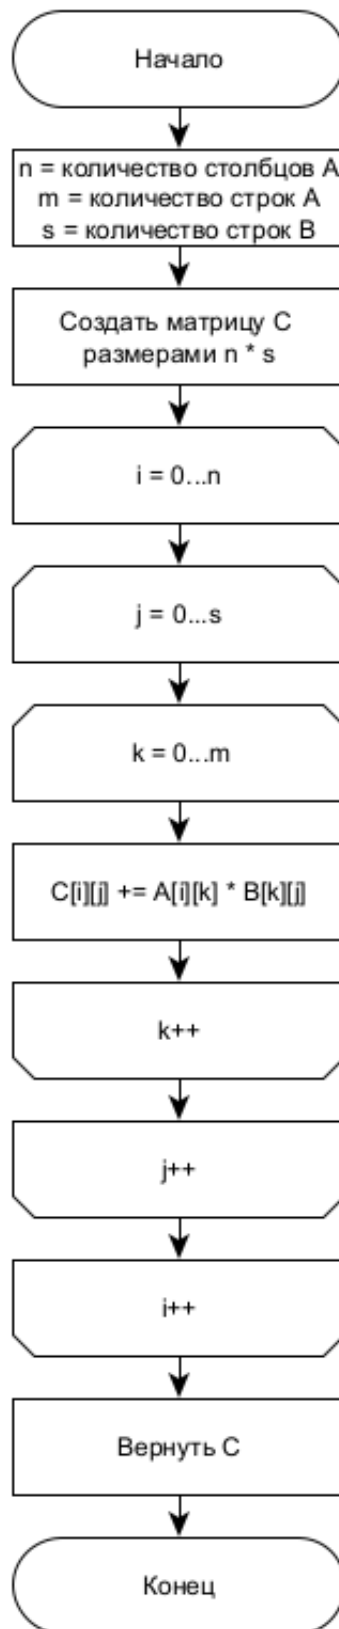 Начало
n = количество столбцов A
m = количество строк A
s = количество строк B
Создать матрицу C
размерами n * s
i = 0...n
j = 0...s
k = 0...m
C[i][j] += A[i][k] * B[k][j]
k++
j++
i++
Вернуть C
Конец